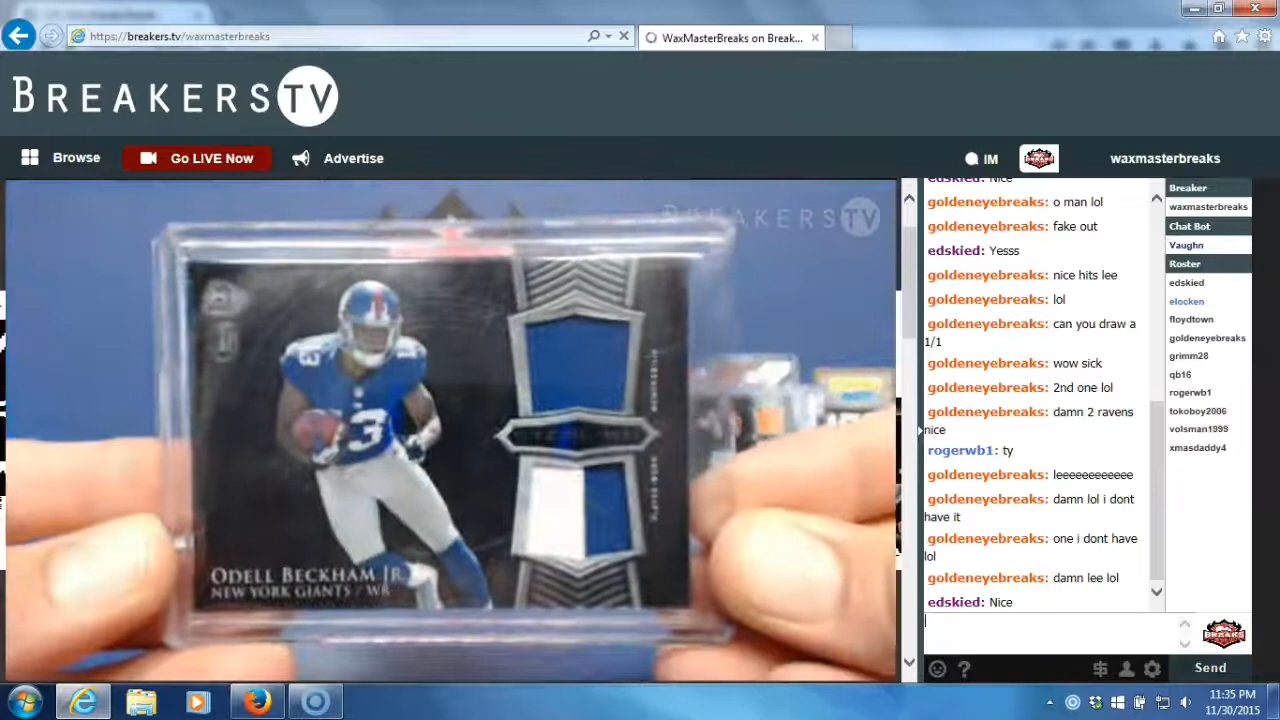 https://breakers.tv/waxmasterbreaks
WaxMasterBreaks on Break...
BREAKERS TV
Browse
Go LIVE Now
Advertise
IM
waxmasterbreaks
BREAKERS TV
ODELL BECKHAM JR.
NEW YORK GIANTS / WR
edskied: Nice
goldeneyebreaks: o man lol
goldeneyebreaks: fake out
edskied: Yesss
goldeneyebreaks: nice hits lee
goldeneyebreaks: lol
goldeneyebreaks: can you draw a
1/1
goldeneyebreaks: wow sick
goldeneyebreaks: 2nd one lol
goldeneyebreaks: damn 2 ravens
nice
rogerwb1: ty
goldeneyebreaks: leeeeeeeeeeee
goldeneyebreaks: damn lol i dont
have it
goldeneyebreaks: one i dont have
lol
goldeneyebreaks: damn lee lol
edskied: Nice
Breaker
waxmasterbreaks
Chat Bot
Vaughn
Roster
edskied
elocken
floydtown
goldeneyebreaks
grimm28
qb16
rogerwb1
tokoboy2006
volsman1999
xmasdaddy4
BREAKS
Send
11:35 PM
11/30/2015